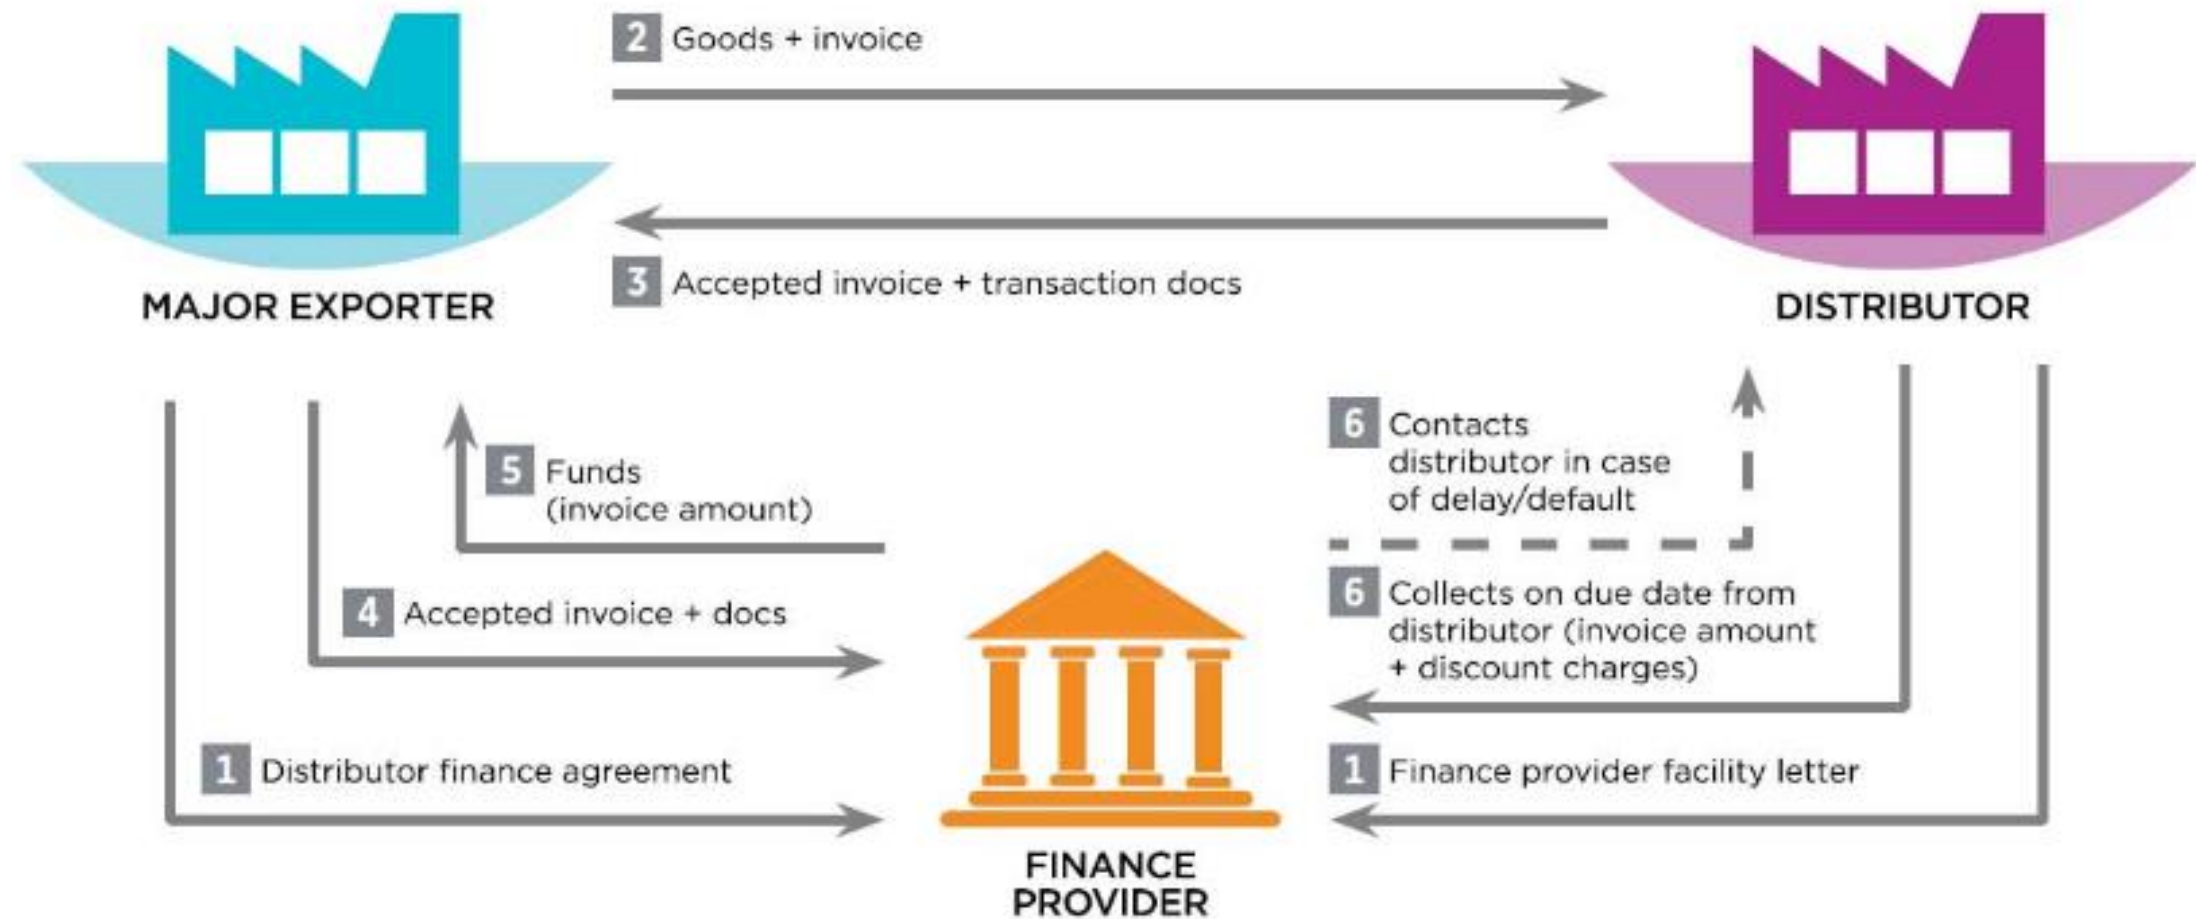 2 Goods + invoice
MAJOR EXPORTER
3 Accepted invoice + transaction docs
DISTRIBUTOR
5 Funds
(invoice amount)
4 Accepted invoice + docs
1 Distributor finance agreement
6 Contacts
distributor in case
of delay/default
6 Collects on due date from
distributor (invoice amount
+ discount charges)
1 Finance provider facility letter
FINANCE
PROVIDER